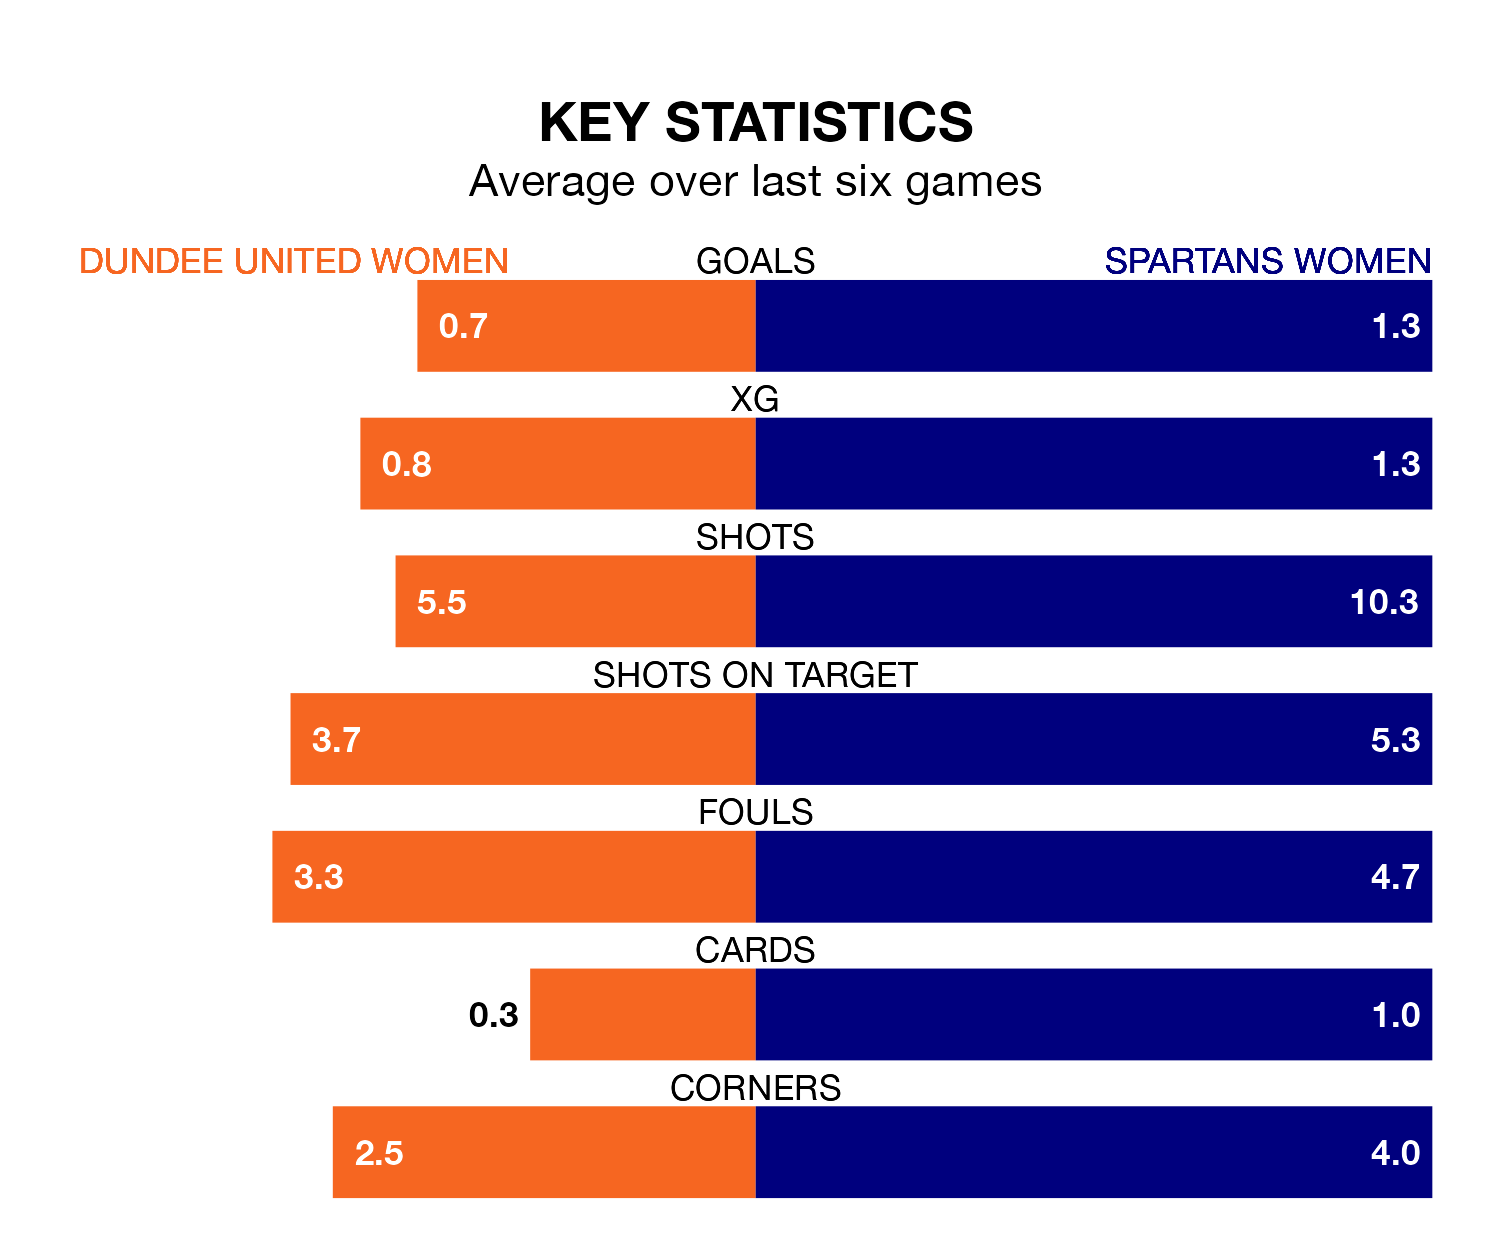 KEY STATISTICS
Average over last six games
DUNDEE UNITED WOMEN GOALS SPARTANS WOMEN
0.7 1.3
XG
0.8 1.3
SHOTS
5.5 10.3
SHOTS ON TARGET
3.7 5.3
FOULS
3.3 4.7
CARDS
0.3 1.0
CORNERS
2.5 4.0